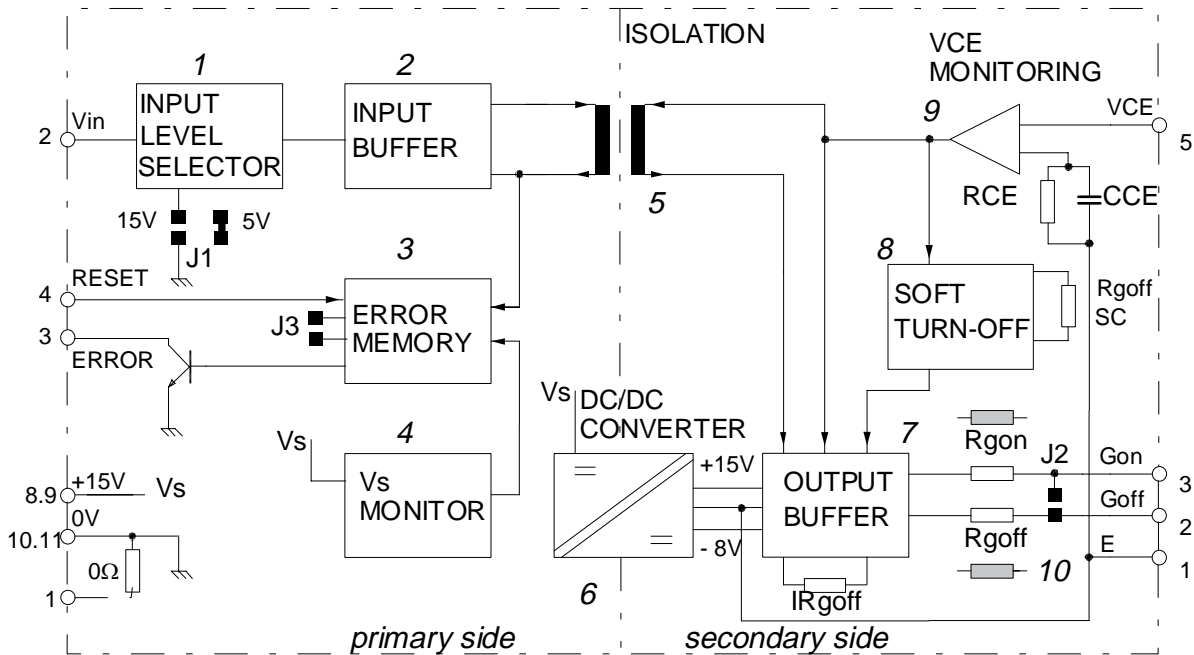 ISOLATION
VCE
MONITORING
1
2
INPUT
LEVEL
SELECTOR
INPUT
BUFFER
9
VCE
5
2
Vin
5
RCE
CCE
15V
5V
J1
3
8
4
RESET
J3
ERROR
MEMORY
SOFT
TURN-OFF
Rgoff
SC
3
ERROR
Vs
DC/DC
CONVERTER
7
Rgon
4
Vs
+15V
J2
Gon
3
8.9
+15V
Vs
Vs
MONITOR
OUTPUT
BUFFER
Goff
2
10.11
0V
- 8V
Rgoff
E
1
0Ω
1
6
IRgoff
10
primary side
secondary side